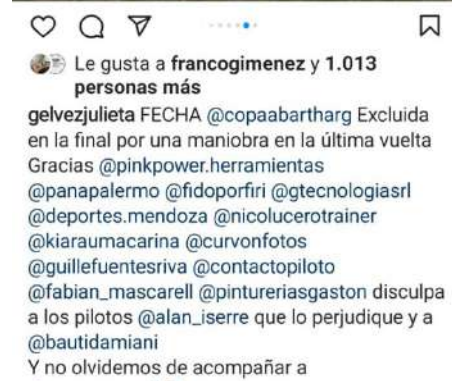 Le gusta a francogimenez y 1.013
personas más
gelvezjulieta FECHA @copaabartharg Excluida
en la final por una maniobra en la última vuelta
Gracias @pinkpower.herramientas
@panapalermo @fidoporfiri @gtecnologiasrl
@deportes.mendoza @nicolucerotrainer
@kiaraumacarina @curvonfotos
@guillefuentesriva @contactopiloto
@fabian_mascarell @pintureriasgaston disculpa
a los pilotos @alan_iserre que lo perjudique y a
@bautidamiani
Y no olvidemos de acompañar a